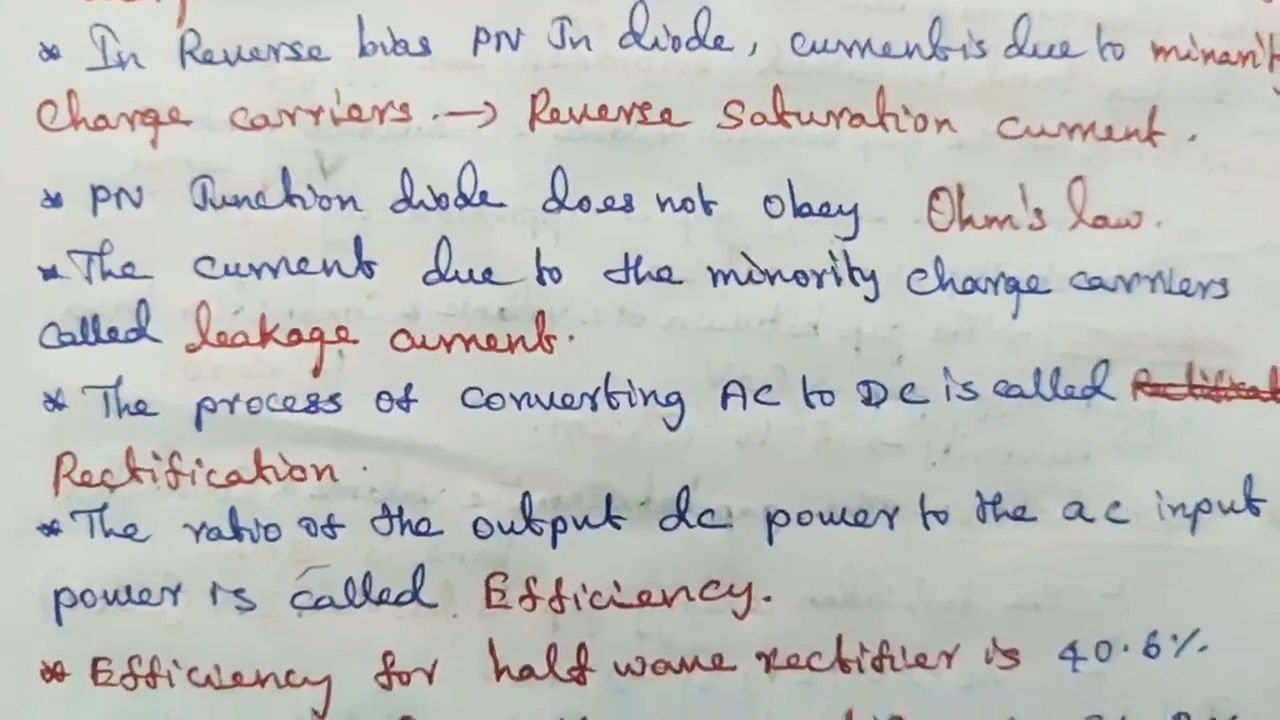 * In Reverse bias PN Jn diode, current is due to minarit
Charge carriers. → Reverse Saturation current.
* PN Junction diode does not obey Ohm's law.
* The current due to the minority charge carriers
called leakage current.
* The process of converting AC to DC is called
Rectification.
* The ratio of the output dc power to the ac input
power is called Efficiency.
* Efficiency for half wave rectifier is 40.6%